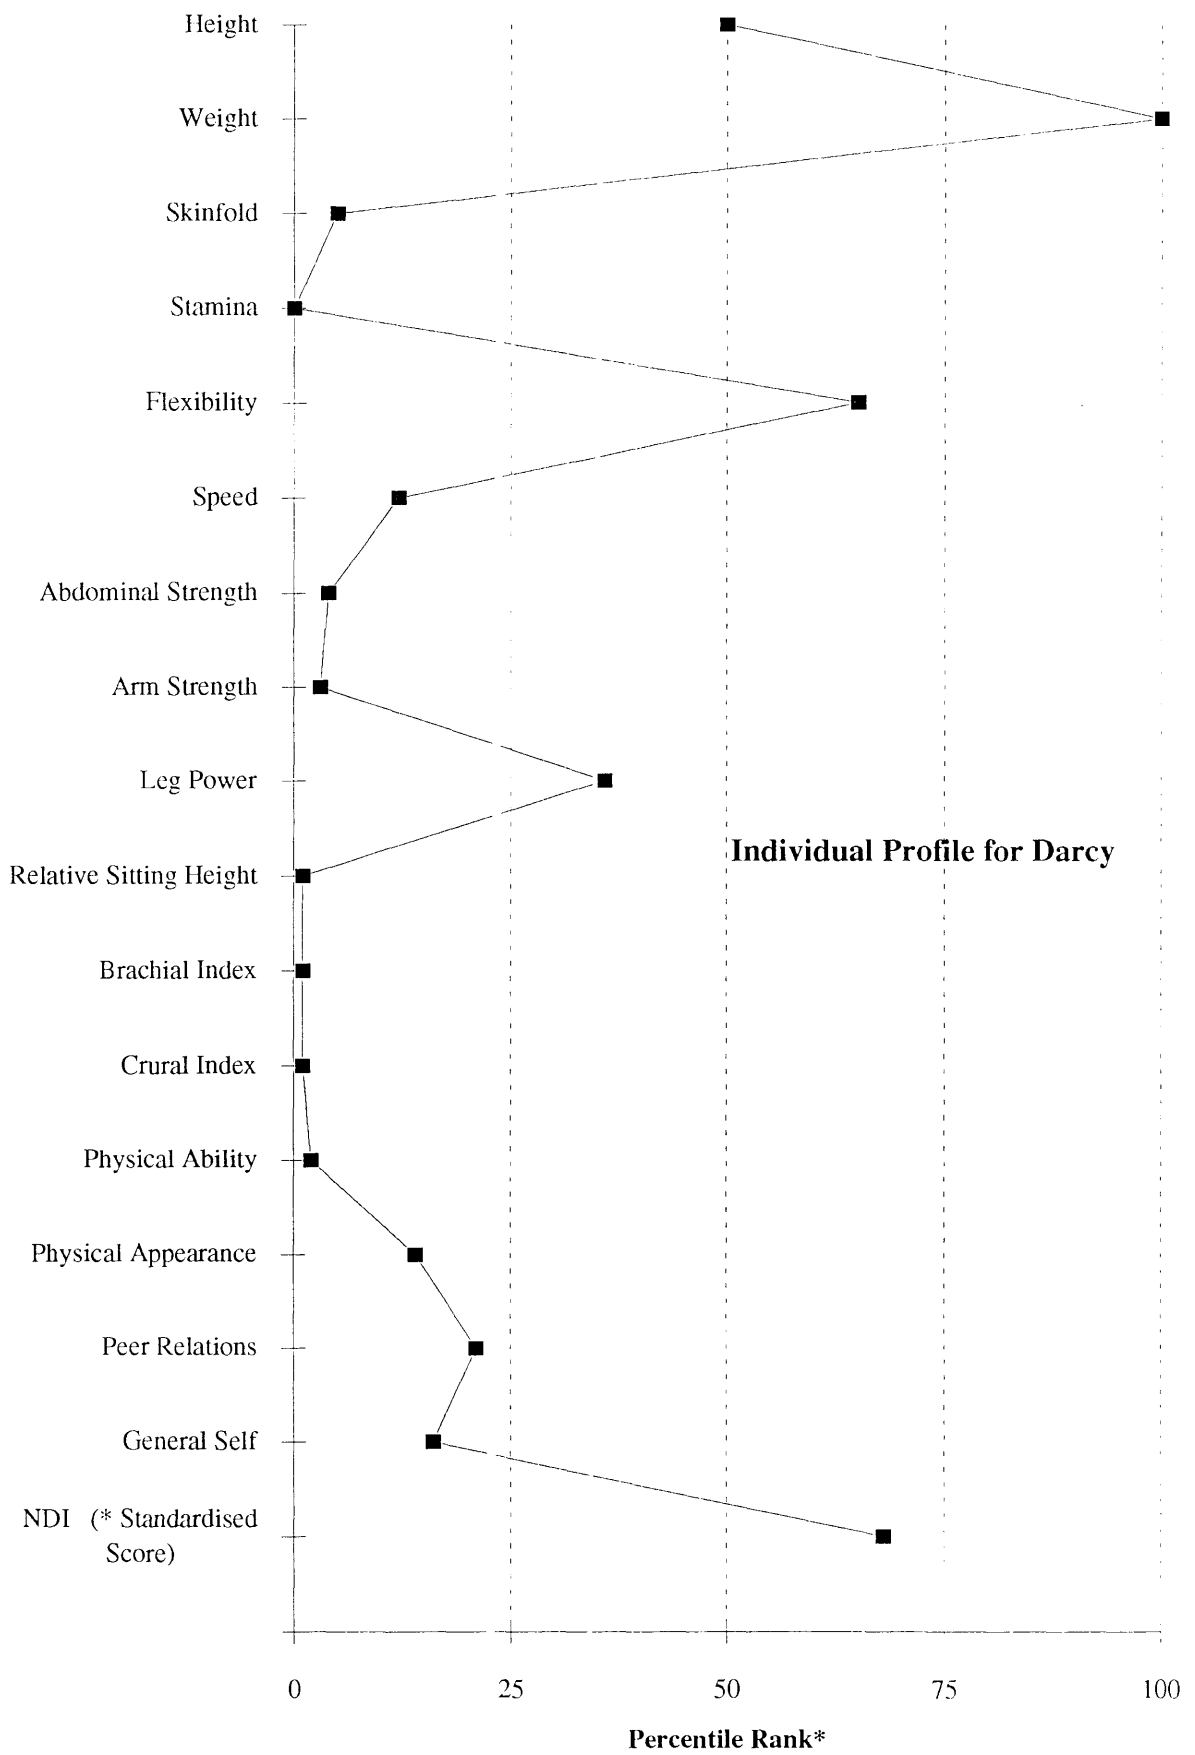 Height
Weight
Skinfold
Stamina
Flexibility
Speed
Abdominal Strength
Arm Strength
Leg Power
Individual Profile for Darcy
Relative Sitting Height
Brachial Index
Crural Index
Physical Ability
Physical Appearance
Peer Relations
General Self
NDI (* Standardised
Score)
0 25 50 75 100
Percentile Rank*